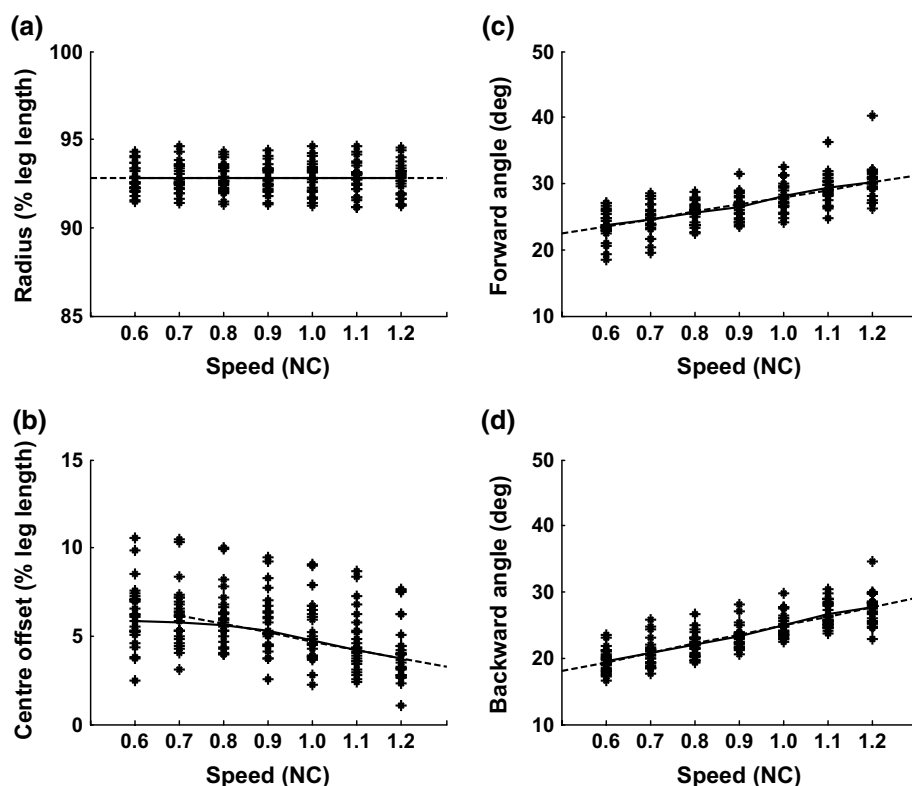 (a)
100
95
90
85
Radius (% leg length)
0.6 0.7 0.8 0.9 1.0 1.1 1.2
Speed (NC)
(b)
15
10
5
0
Centre offset (% leg length)
0.6 0.7 0.8 0.9 1.0 1.1 1.2
Speed (NC)
(c)
50
40
30
20
10
Forward angle (deg)
0.6 0.7 0.8 0.9 1.0 1.1 1.2
Speed (NC)
(d)
50
40
30
20
10
Backward angle (deg)
0.6 0.7 0.8 0.9 1.0 1.1 1.2
Speed (NC)